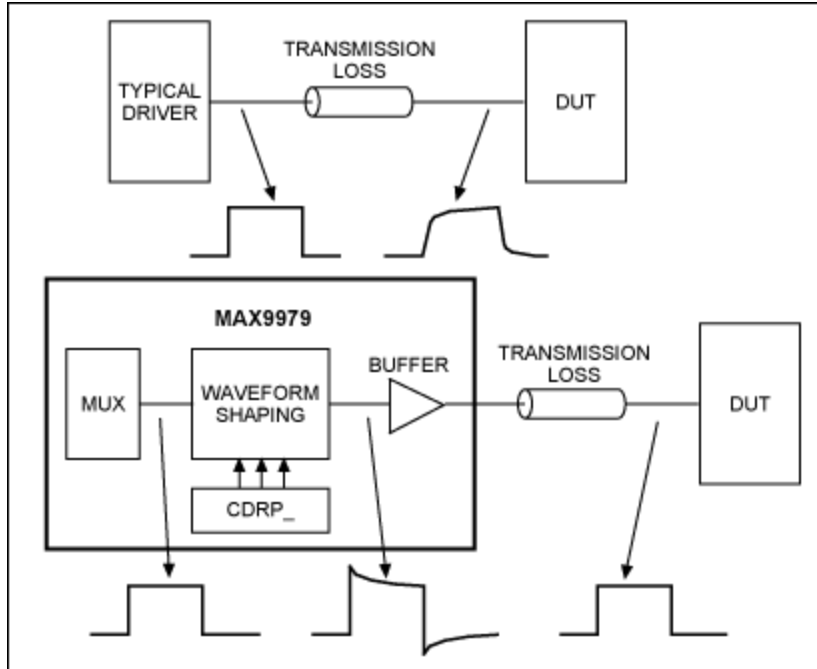 TYPICAL
DRIVER
TRANSMISSION
LOSS
DUT
MAX9979
MUX
WAVEFORM
SHAPING
CDRP_
BUFFER
TRANSMISSION
LOSS
DUT